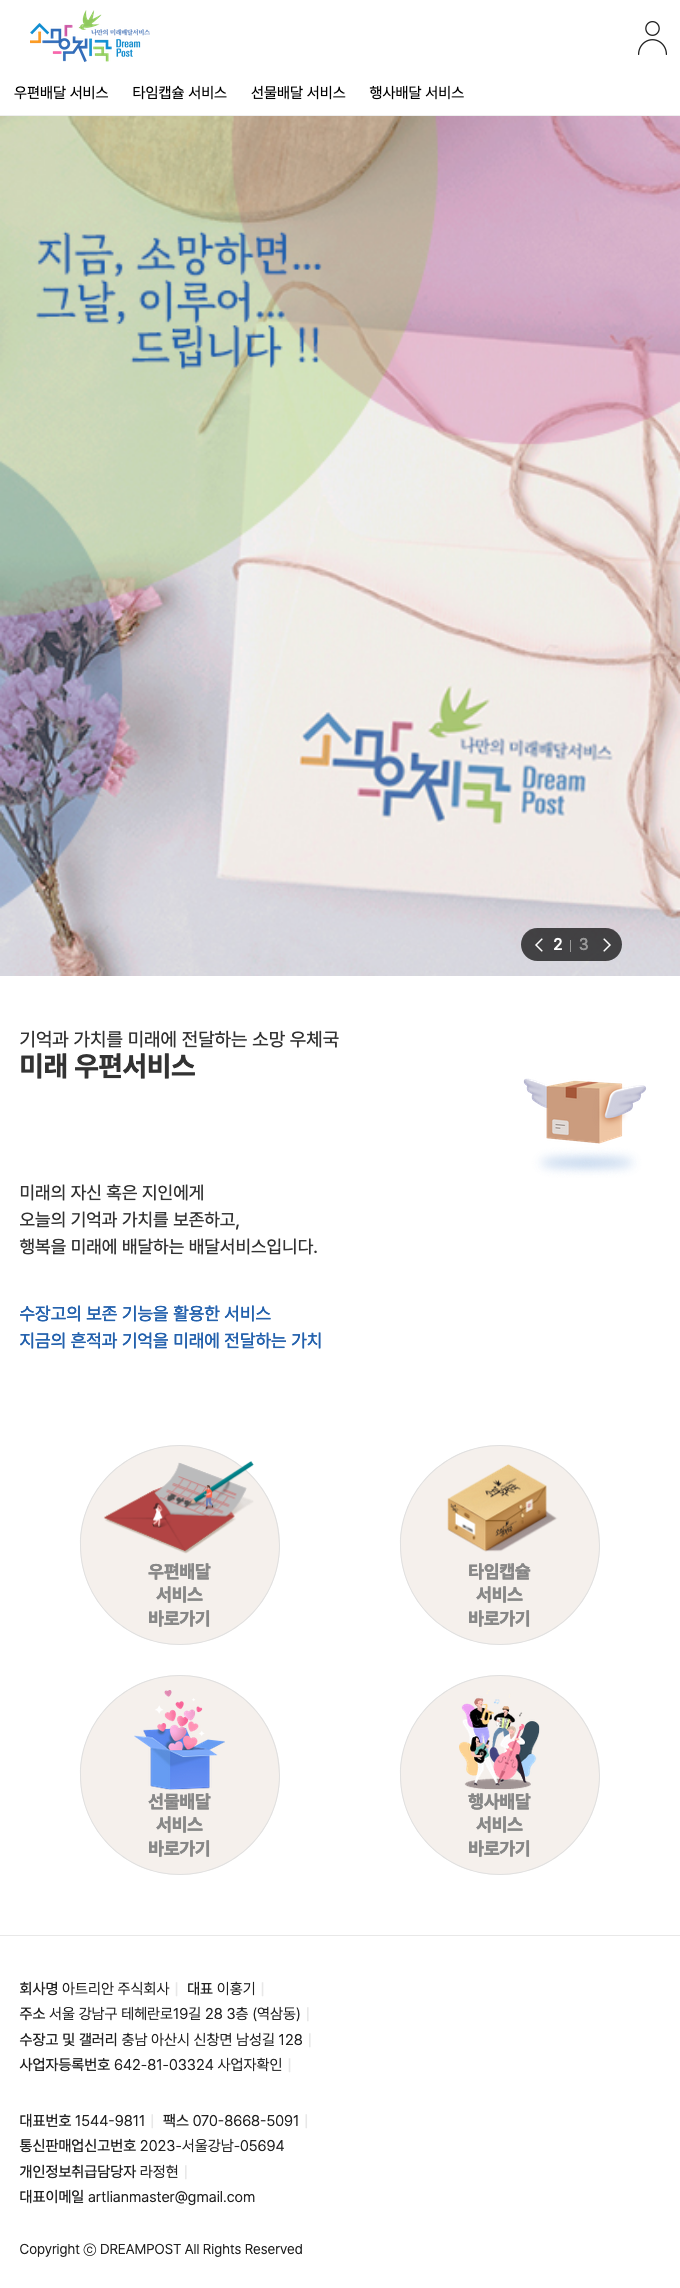 소망우체국
나만의 미래배달서비스
Dream
Post
우편배달 서비스 타임캡슐 서비스 선물배달 서비스 행사배달 서비스
지금, 소망하면...
그날, 이루어...
드립니다 !!
소망우체국
나만의 미래배달서비스
Dream
Post
2 | 3
기억과 가치를 미래에 전달하는 소망 우체국
미래 우편서비스
미래의 자신 혹은 지인에게
오늘의 기억과 가치를 보존하고,
행복을 미래에 배달하는 배달서비스입니다.
수장고의 보존 기능을 활용한 서비스
지금의 흔적과 기억을 미래에 전달하는 가치
우편배달
서비스
바로가기
타임캡슐
서비스
바로가기
선물배달
서비스
바로가기
행사배달
서비스
바로가기
회사명 아트리안 주식회사 | 대표 이홍기 |
주소 서울 강남구 테헤란로19길 28 3층 (역삼동) |
수장고 및 갤러리 충남 아산시 신창면 남성길 128 |
사업자등록번호 642-81-03324 사업자확인 |
대표번호 1544-9811 | 팩스 070-8668-5091 |
통신판매업신고번호 2023-서울강남-05694
개인정보취급담당자 라정현 |
대표이메일 artlianmaster@gmail.com
Copyright ⓒ DREAMPOST All Rights Reserved